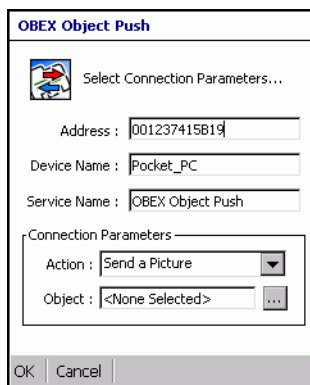 OBEX Object Push
Select Connection Parameters...
Address : 001237415B19
Device Name : Pocket_PC
Service Name : OBEX Object Push
Connection Parameters
Action : Send a Picture
Object : <None Selected> ...
OK Cancel